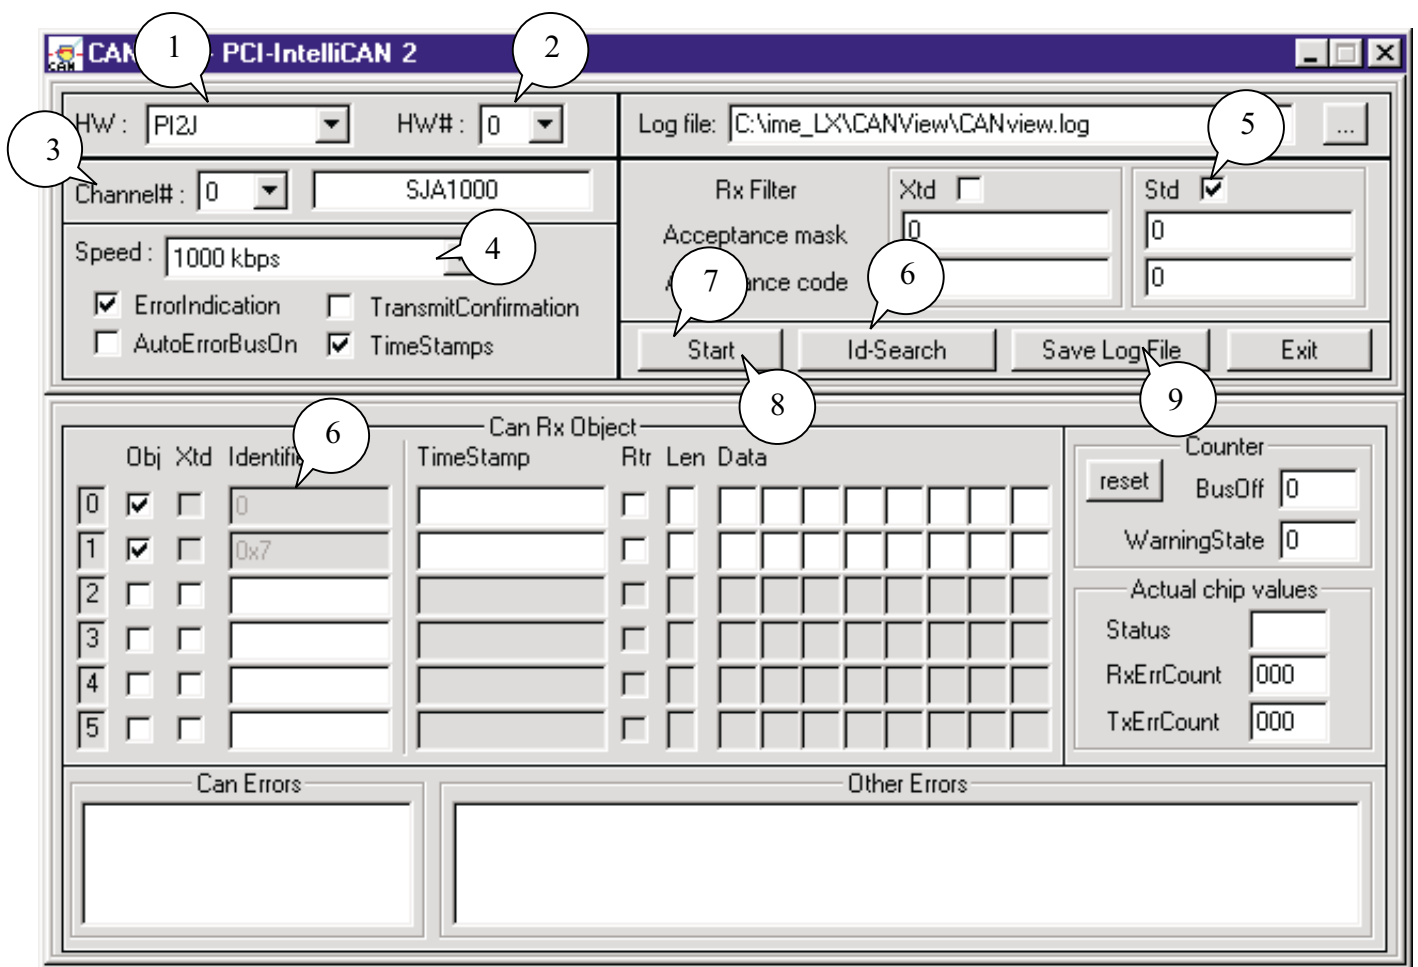 CAN
CAN PCI-IntelliCAN 2
1
2
HW : PI2J HW# : 0
Log file: C:\ime_LX\CANView\CANview.log ...
3
5
Channel# : 0 SJA1000
Rx Filter Xtd Std
Acceptance mask 0 0
Speed : 1000 kbps
4
7
6
ance code 0
ErrorIndication TransmitConfirmation
AutoErrorBusOn TimeStamps
Start Id-Search Save Log File Exit
8
9
6
Can Rx Object
Obj Xtd Identifie TimeStamp Rtr Len Data
0 0
1 0x7
2
3
4
5
Counter
reset BusOff 0
WarningState 0
Actual chip values
Status
RxErrCount 000
TxErrCount 000
Can Errors
Other Errors